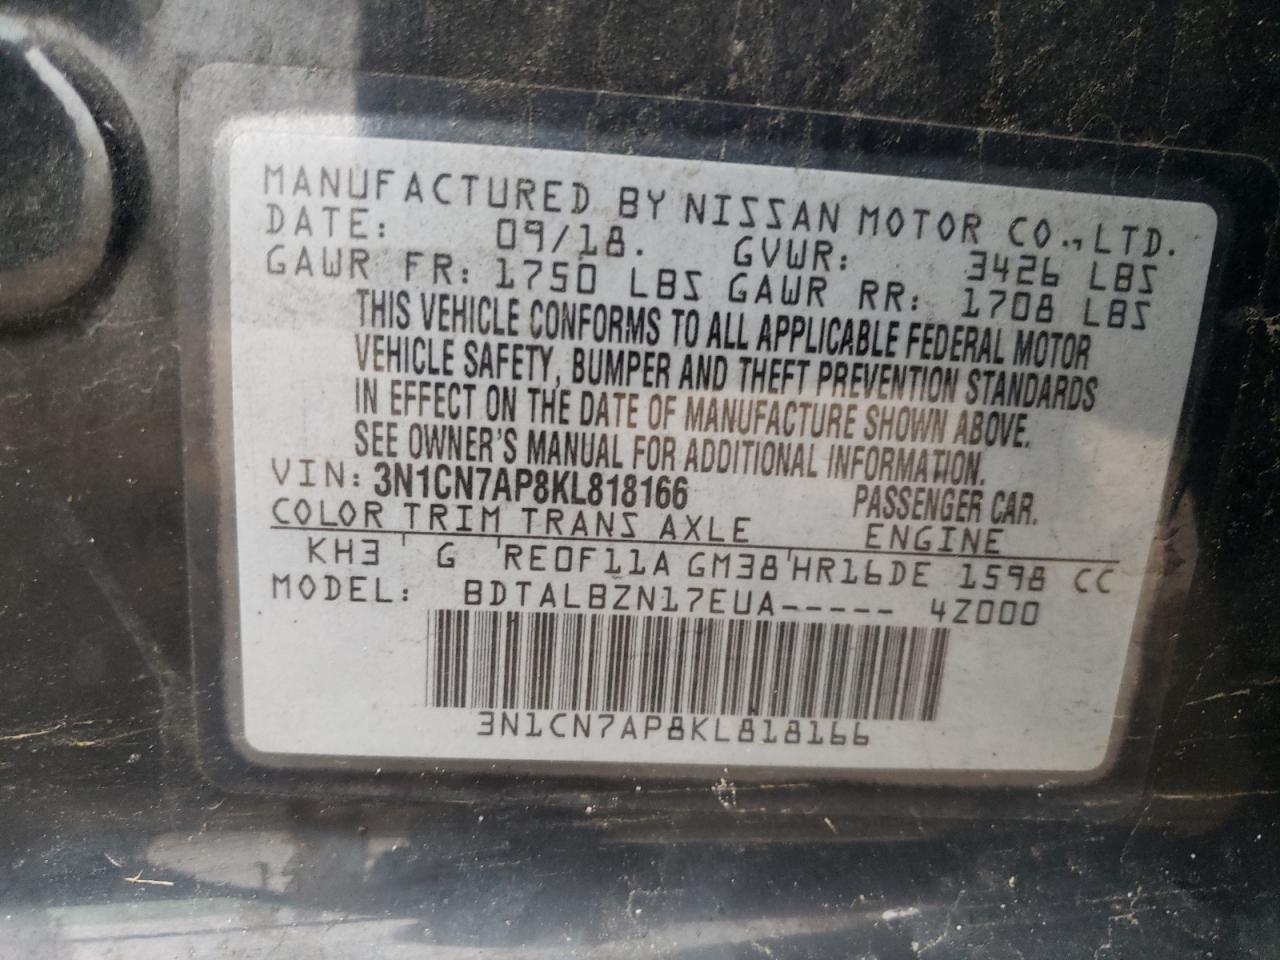 MANUFACTURED BY NISSAN MOTOR CO., LTD.
DATE: 09/18. GVWR: 3426 LBS
GAWR FR: 1750 LBS GAWR RR: 1708 LBS
THIS VEHICLE CONFORMS TO ALL APPLICABLE FEDERAL MOTOR
VEHICLE SAFETY, BUMPER AND THEFT PREVENTION STANDARDS
IN EFFECT ON THE DATE OF MANUFACTURE SHOWN ABOVE.
SEE OWNER'S MANUAL FOR ADDITIONAL INFORMATION.
VIN: 3N1CN7AP8KL818166 PASSENGER CAR.
COLOR TRIM TRANS AXLE ENGINE
KH3 G RE0F11A GM38 HR16DE 1598 CC
MODEL: BDTALBZN17EUA----- 4Z000
3N1CN7AP8KL818166